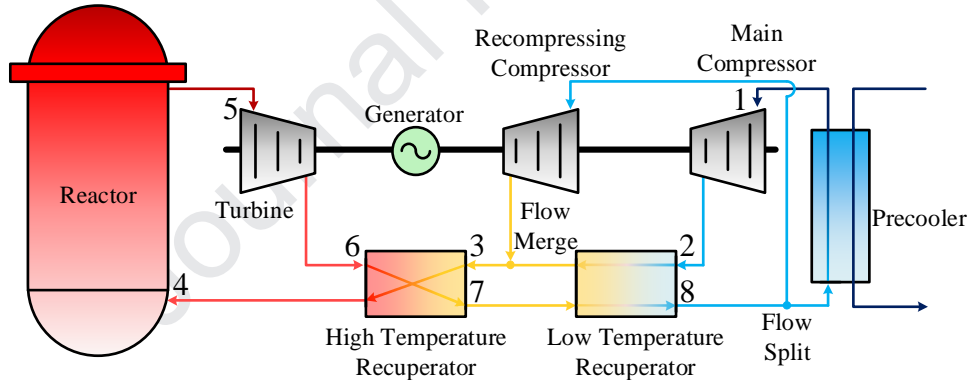 Recompressing
Compressor
Main
Compressor
5
Generator
1
Reactor
Turbine
Flow
Merge
Precooler
6
3
2
4
7
8
High Temperature
Recuperator
Low Temperature
Recuperator
Flow
Split
Journal